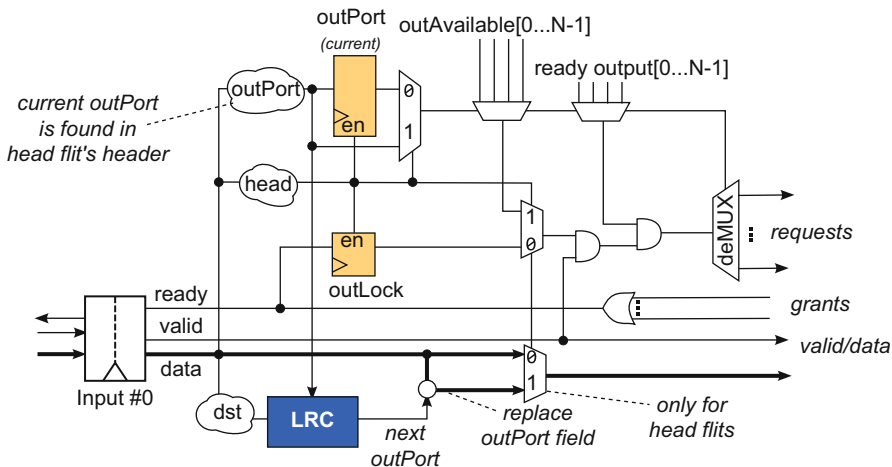 outPort
(current)
outAvailable[0...N-1]
ready output[0...N-1]
outPort
current outPort
is found in
head flit's header
en
0
1
head
en
outLock
1
0
deMUX
requests
grants
ready
valid
data
valid/data
Input #0
0
1
dst
LRC
next
outPort
replace
outPort field
only for
head flits